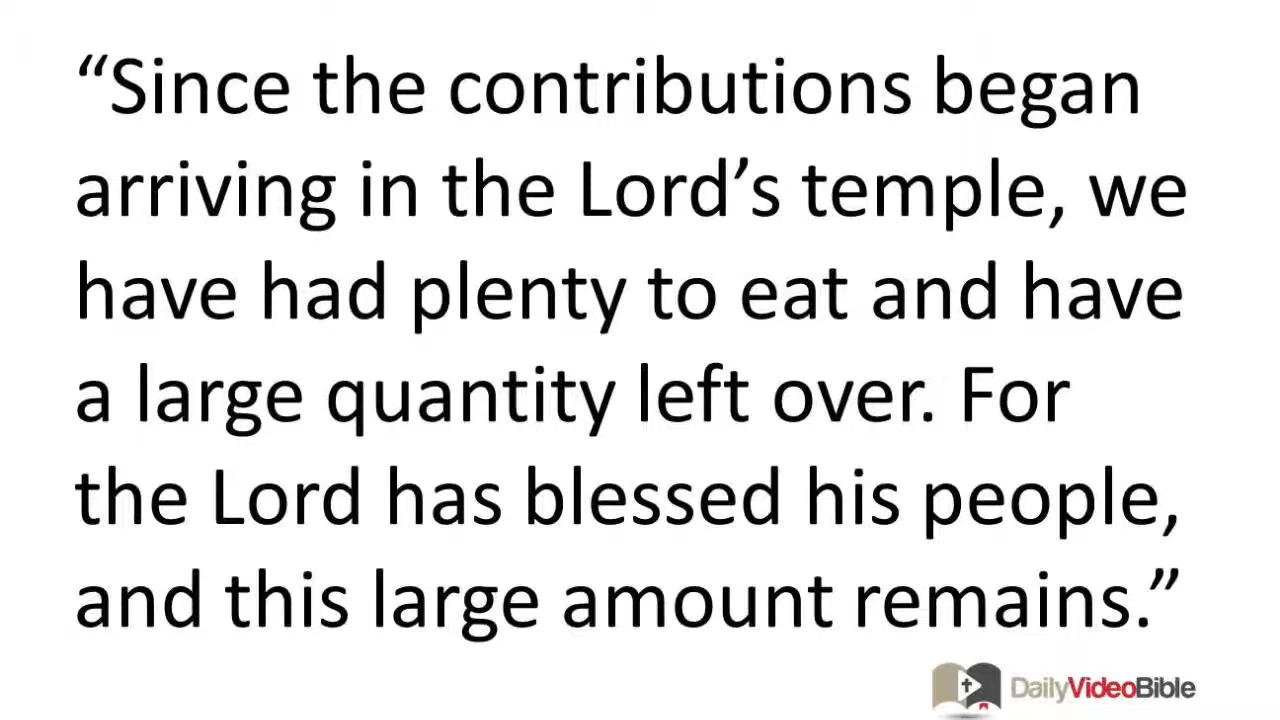 “Since the contributions began
arriving in the Lord’s temple, we
have had plenty to eat and have
a large quantity left over. For
the Lord has blessed his people,
and this large amount remains.”
DailyVideoBible